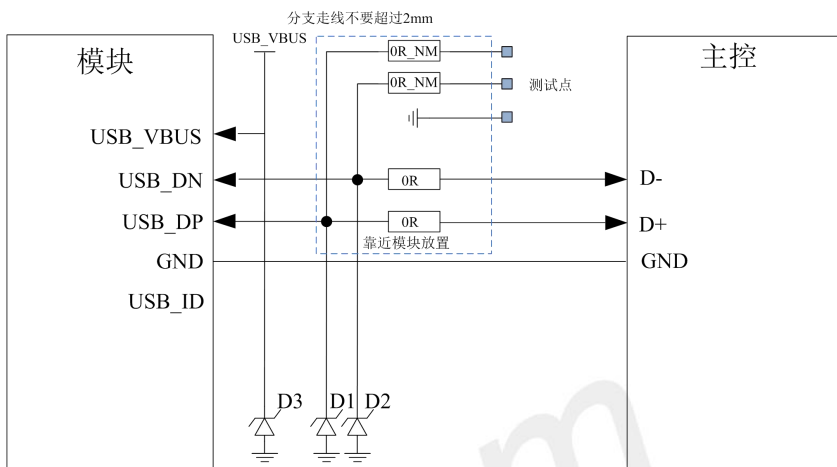 分支走线不要超过2mm
USB_VBUS
模块
主控
0R_NM
0R_NM
测试点
USB_VBUS
USB_DN
0R
D-
USB_DP
0R
D+
靠近模块放置
GND
GND
USB_ID
D3
D1
D2
m